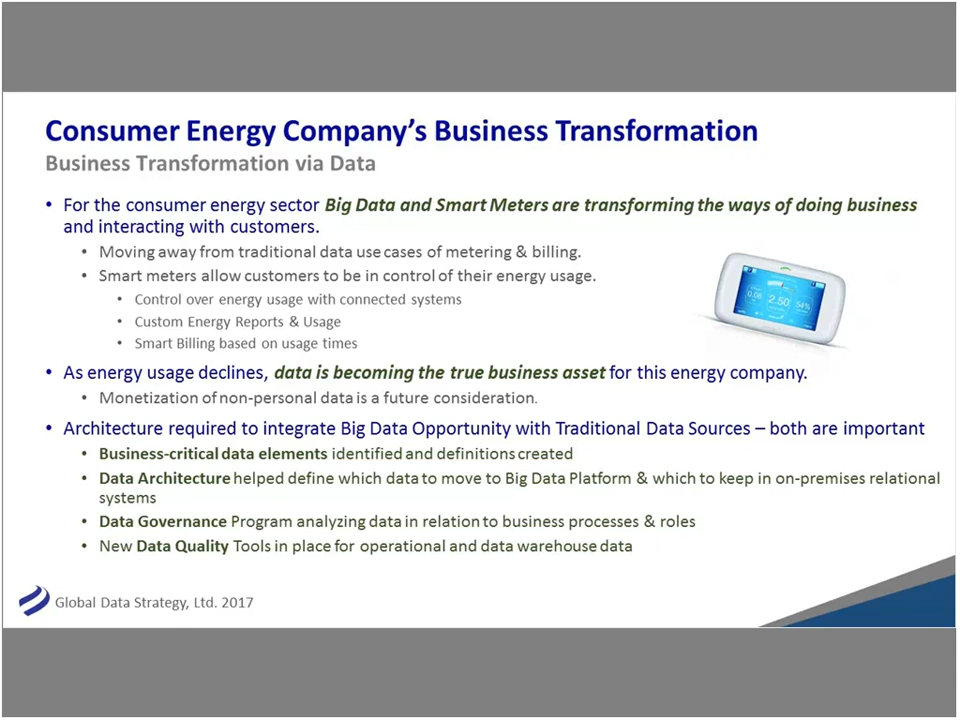 Consumer Energy Company's Business Transformation
Business Transformation via Data
• For the consumer energy sector Big Data and Smart Meters are transforming the ways of doing business
and interacting with customers.
• Moving away from traditional data use cases of metering & billing.
• Smart meters allow customers to be in control of their energy usage.
• Control over energy usage with connected systems
• Custom Energy Reports & Usage
• Smart Billing based on usage times
2.50
• As energy usage declines, data is becoming the true business asset for this energy company.
• Monetization of non-personal data is a future consideration.
• Architecture required to integrate Big Data Opportunity with Traditional Data Sources – both are important
• Business-critical data elements identified and definitions created
• Data Architecture helped define which data to move to Big Data Platform & which to keep in on-premises relational
systems
• Data Governance Program analyzing data in relation to business processes & roles
• New Data Quality Tools in place for operational and data warehouse data
Global Data Strategy, Ltd. 2017